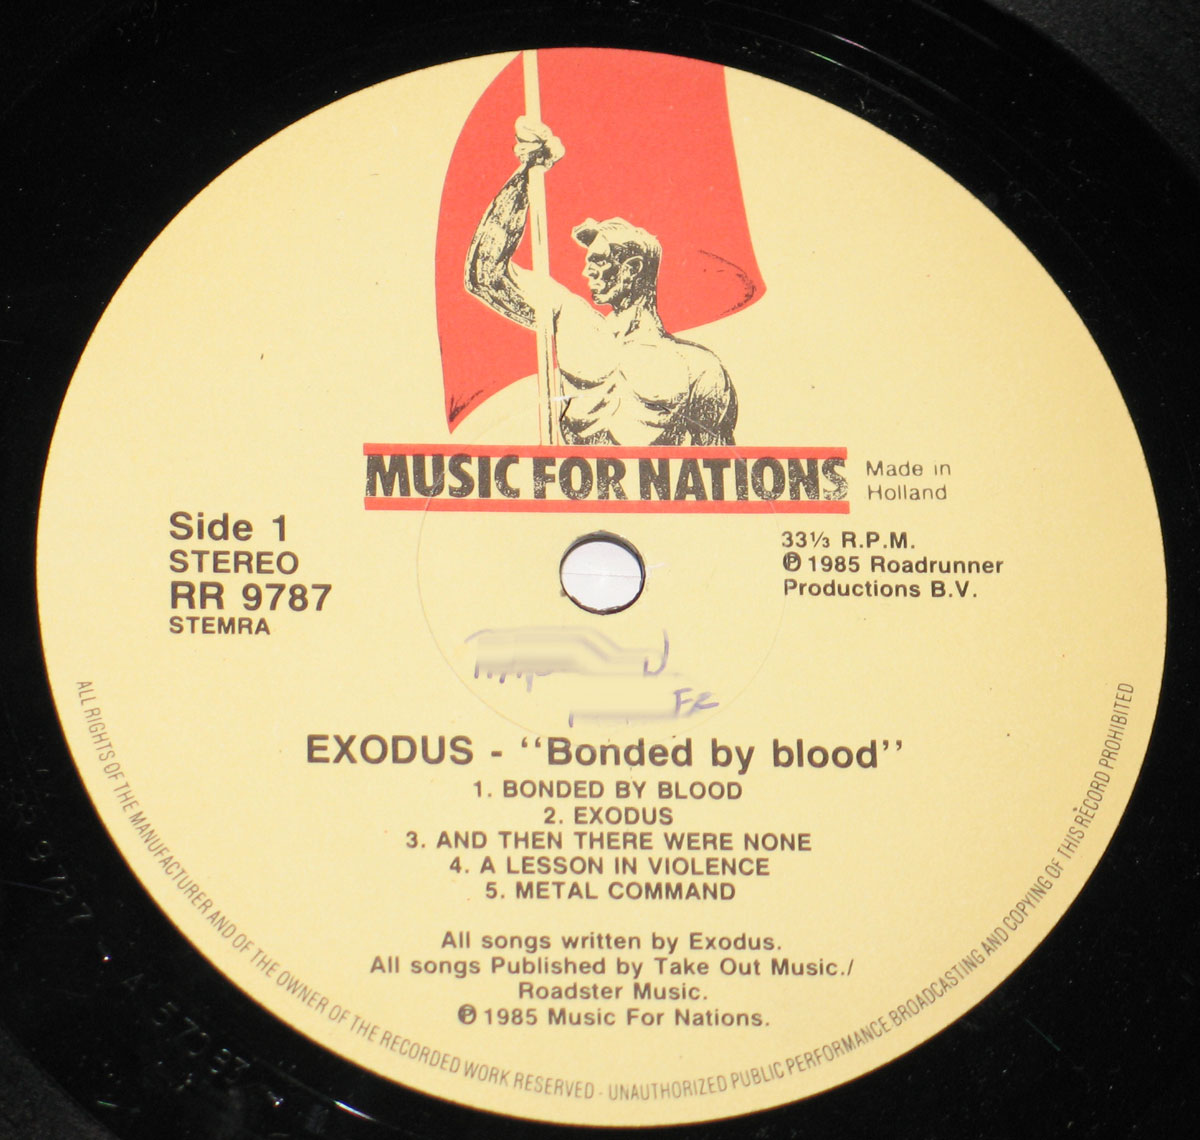 MUSIC FOR NATIONS
Made in
Holland
Side 1
STEREO
RR 9787
STEMRA
33⅓ R.P.M.
℗ 1985 Roadrunner
Productions B.V.
EXODUS - “Bonded by blood”
1. BONDED BY BLOOD
2. EXODUS
3. AND THEN THERE WERE NONE
4. A LESSON IN VIOLENCE
5. METAL COMMAND
All songs written by Exodus.
All songs Published by Take Out Music./
Roadster Music.
℗ 1985 Music For Nations.
ALL RIGHTS OF THE MANUFACTURER AND OF THE OWNER OF THE RECORDED WORK RESERVED - UNAUTHORIZED PUBLIC PERFORMANCE BROADCASTING AND COPYING OF THIS RECORD PROHIBITED